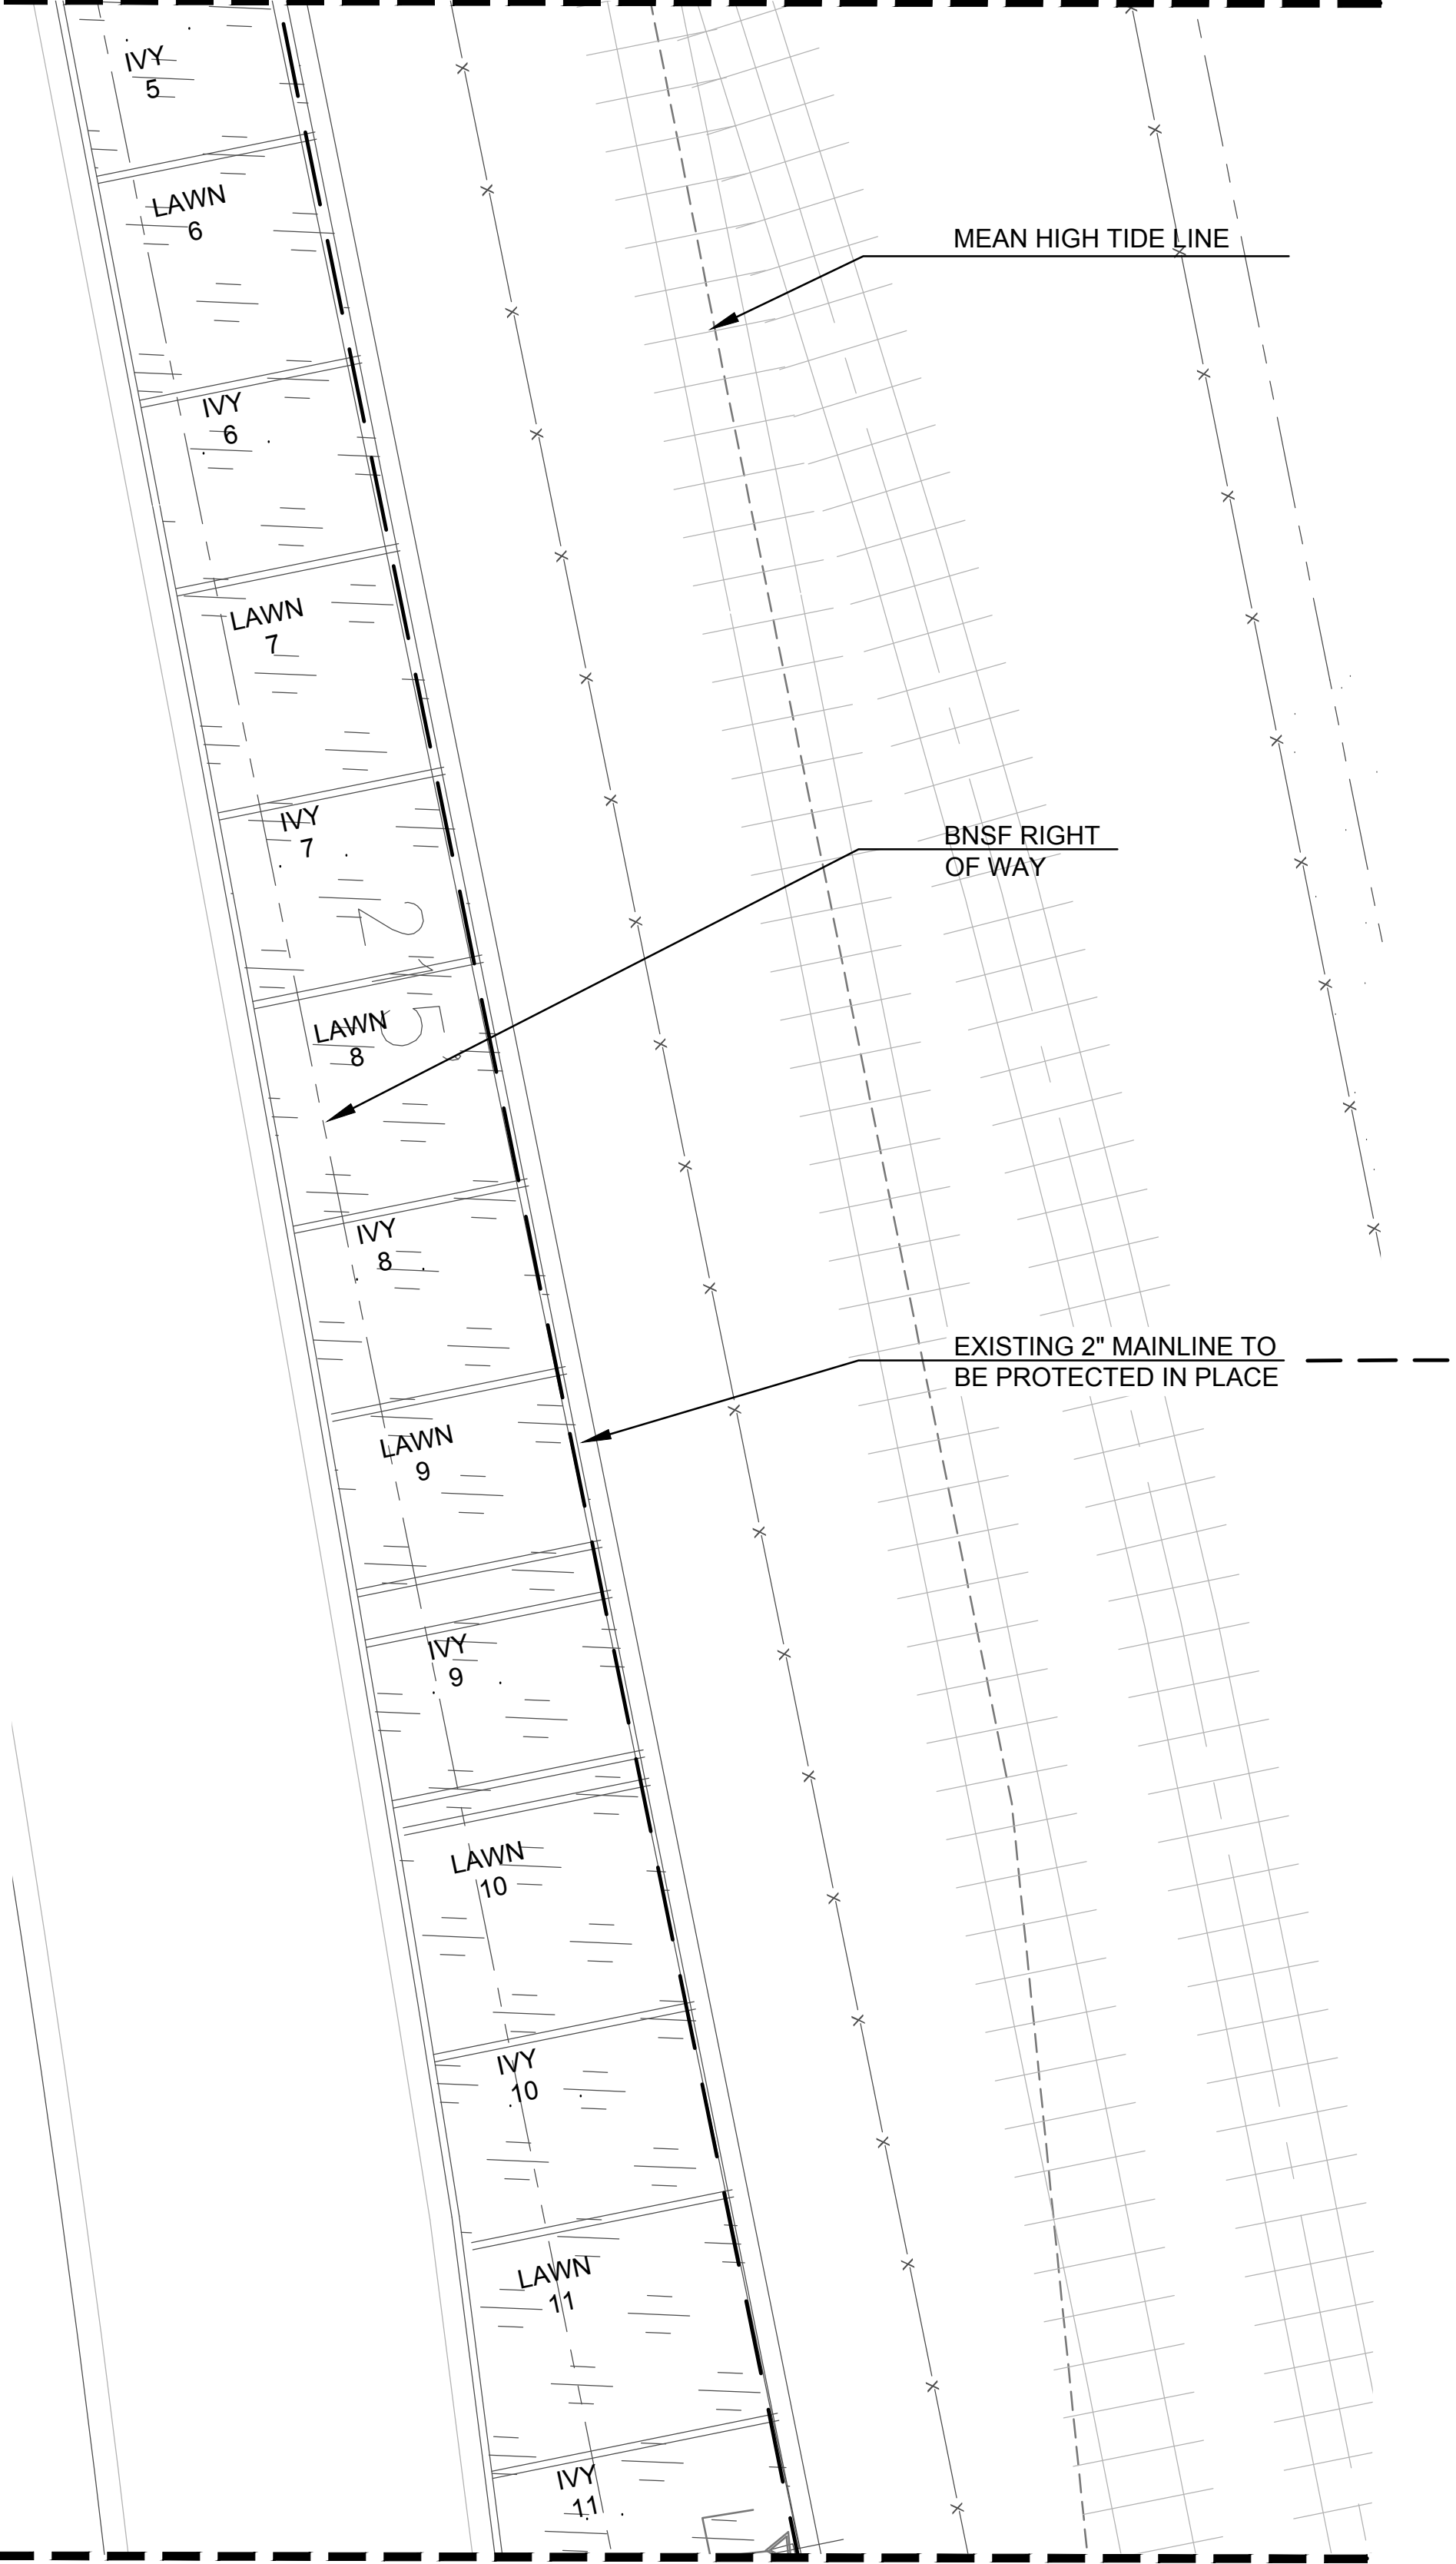 IVY
5
LAWN
6
MEAN HIGH TIDE LINE
IVY
6
LAWN
7
IVY
7
BNSF RIGHT
OF WAY
2
LAWN
8
IVY
8
EXISTING 2" MAINLINE TO
BE PROTECTED IN PLACE
LAWN
9
IVY
9
LAWN
10
IVY
10
LAWN
11
IVY
11